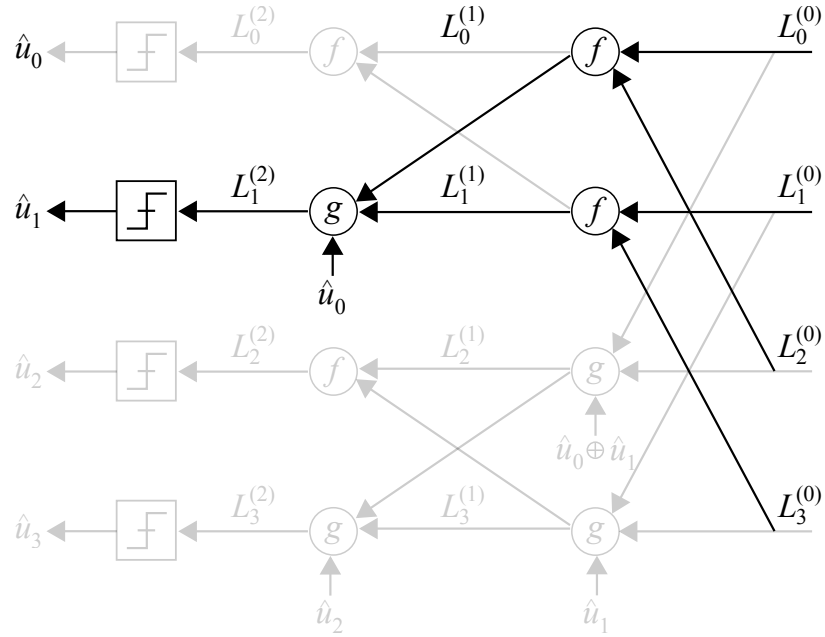 û₀ L₀⁽²⁾ f L₀⁽¹⁾ f L₀⁽⁰⁾
û₁ L₁⁽²⁾ g L₁⁽¹⁾ f L₁⁽⁰⁾
û₀
û₂ L₂⁽²⁾ f L₂⁽¹⁾ g L₂⁽⁰⁾
û₀ ⊕ û₁
û₃ L₃⁽²⁾ g L₃⁽¹⁾ g L₃⁽⁰⁾
û₂ û₁